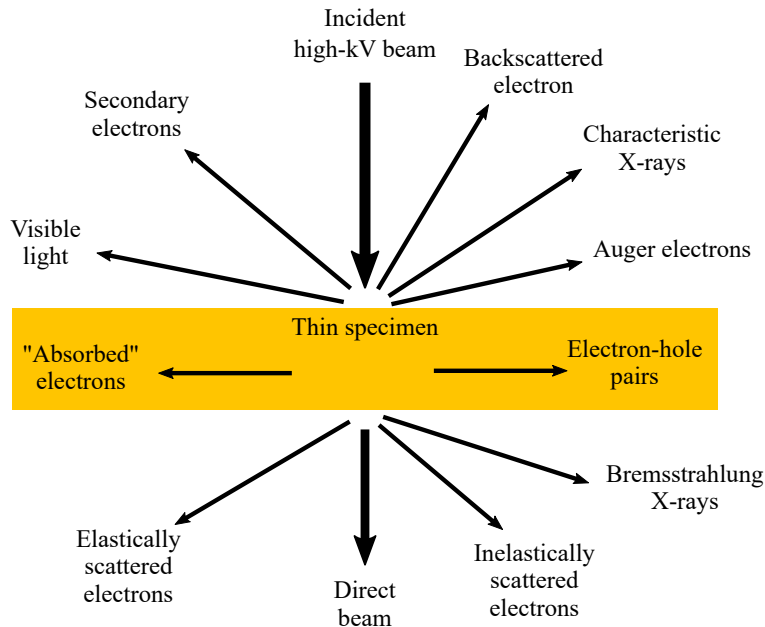 Incident
high-kV beam
Backscattered
electron
Secondary
electrons
Characteristic
X-rays
Visible
light
Auger electrons
Thin specimen
"Absorbed"
electrons
Electron-hole
pairs
Bremsstrahlung
X-rays
Elastically
scattered
electrons
Direct
beam
Inelastically
scattered
electrons